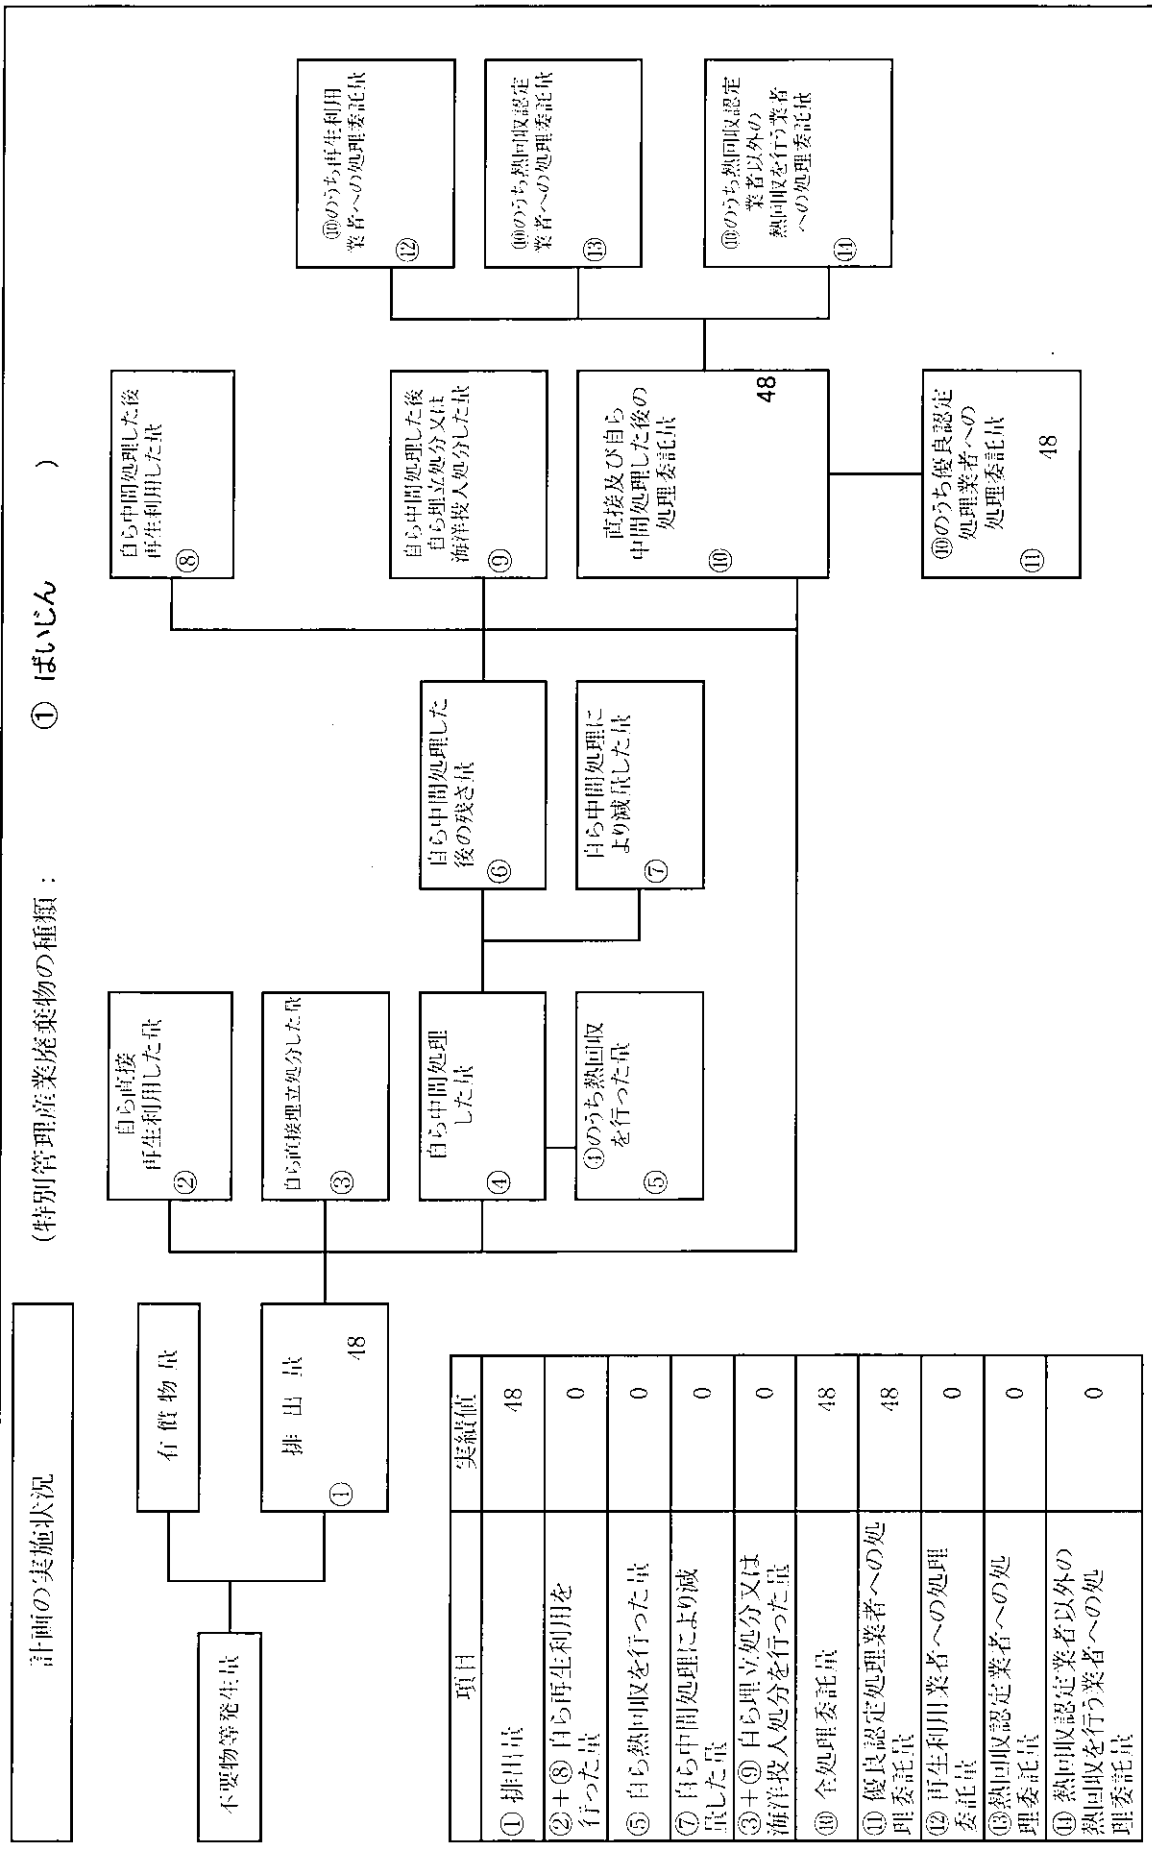 計画の実施状況
(特別管理産業廃棄物の種類 :
① ばいじん
)
不要物等発生量
有 償 物 量
排 出 量
①
48
自ら直接
再生利用した量
②
自ら直接埋立処分した量
③
自ら中間処理
した量
④
④のうち熱回収
を行った量
⑤
自ら中間処理した
後の残さ量
⑥
自ら中間処理に
より減量した量
⑦
自ら中間処理した後
再生利用した量
⑧
自ら中間処理した後
自ら埋立処分又は
海洋投入処分した量
⑨
直接及び自ら
中間処理した後の
処理委託量
⑩
48
⑩のうち優良認定
処理業者への
処理委託量
⑪
48
⑩のうち再生利用
業者への処理委託量
⑫
⑩のうち熱回収認定
業者への処理委託量
⑬
⑩のうち熱回収認定
業者以外の
熱回収を行う業者
への処理委託量
⑭
項目
実績値
① 排出量
48
②+⑧ 自ら再生利用を
行った量
0
⑤ 自ら熱回収を行った量
0
⑦ 自ら中間処理により減
量した量
0
③+⑨ 自ら埋立処分又は
海洋投入処分を行った量
0
⑩ 全処理委託量
48
⑪ 優良認定処理業者への処
理委託量
48
⑫ 再生利用業者への処理
委託量
0
⑬熱回収認定業者への処
理委託量
0
⑭ 熱回収認定業者以外の
熱回収を行う業者への処
理委託量
0